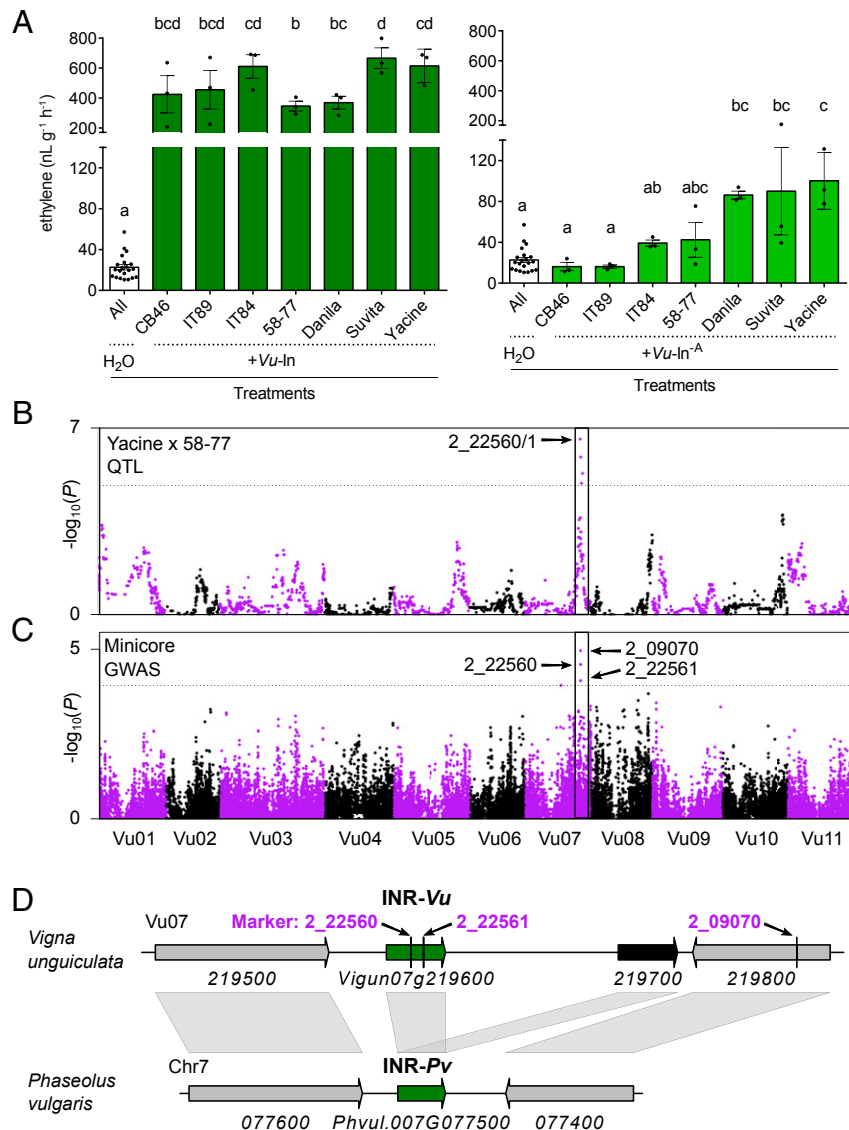 A
bcd bcd cd b bc d cd
800
600
400
200
80
40
0
ethylene (nL g⁻¹ h⁻¹)
a
All CB46 IT89 IT84 58-77 Danila Suvita Yacine
H₂O +Vu-In
Treatments
800
600
400
200
120
80
40
0
a a a ab abc bc bc c
All CB46 IT89 IT84 58-77 Danila Suvita Yacine
H₂O +Vu-In⁻ᴬ
Treatments
B
7
0
-log₁₀(P)
Yacine x 58-77
QTL
2_22560/1
C
5
0
-log₁₀(P)
Minicore
GWAS
2_22560
2_09070
2_22561
Vu01 Vu02 Vu03 Vu04 Vu05 Vu06 Vu07 Vu08 Vu09 Vu10 Vu11
D
INR-Vu
Vu07 Marker: 2_22560 2_22561 2_09070
Vigna
unguiculata
219500 Vigun07g219600 219700 219800
Chr7 INR-Pv
Phaseolus
vulgaris
077600 Phvul.007G077500 077400